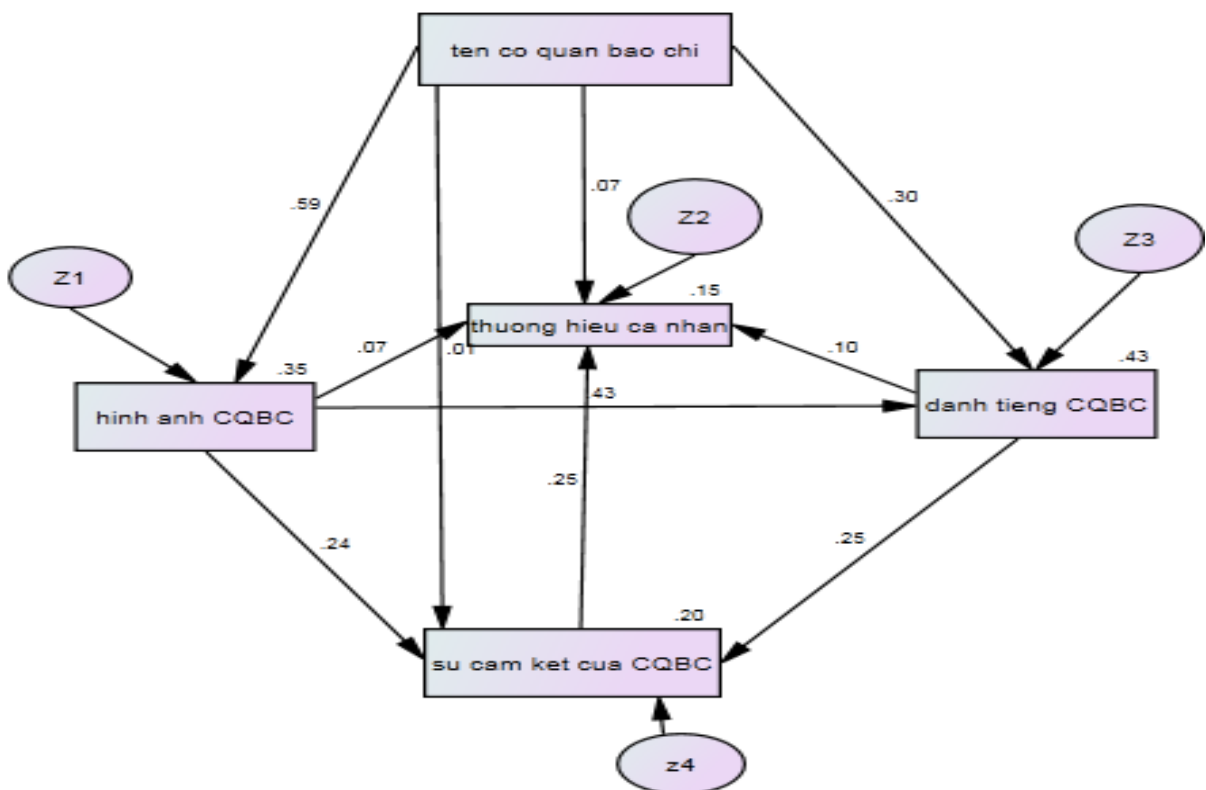 ten co quan bao chi
.07
.30
.59
Z2
Z3
Z1
.15
thuong hieu ca nhan
.07
.01
.10
.35
.43
hinh anh CQBC
.43
danh tieng CQBC
.25
.24
.25
.20
su cam ket cua CQBC
z4